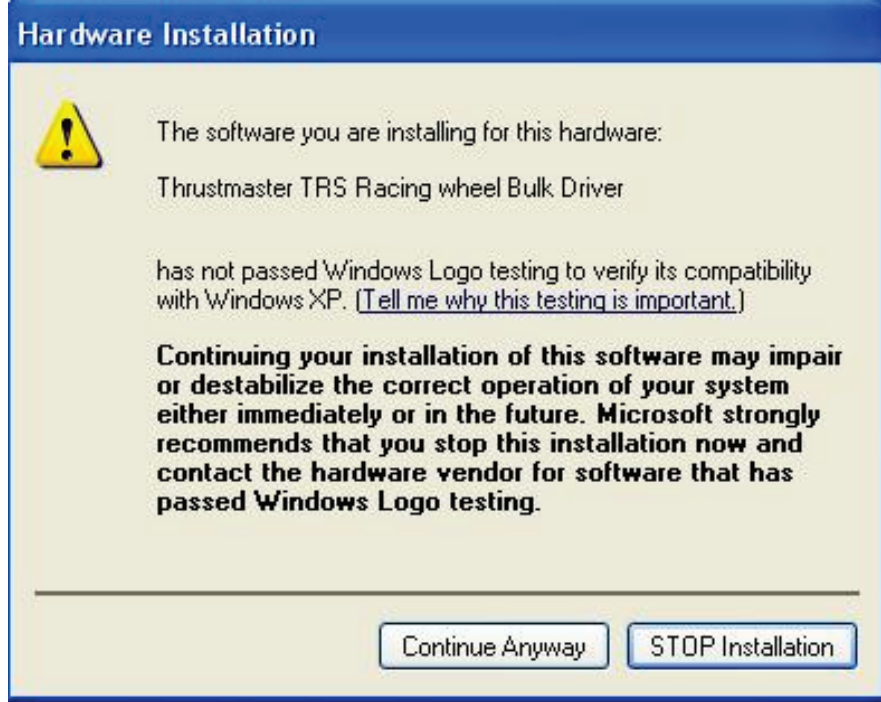 Hardware Installation
The software you are installing for this hardware:
Thrustmaster TRS Racing wheel Bulk Driver
has not passed Windows Logo testing to verify its compatibility
with Windows XP. (Tell me why this testing is important.)
Continuing your installation of this software may impair
or destabilize the correct operation of your system
either immediately or in the future. Microsoft strongly
recommends that you stop this installation now and
contact the hardware vendor for software that has
passed Windows Logo testing.
Continue Anyway
STOP Installation